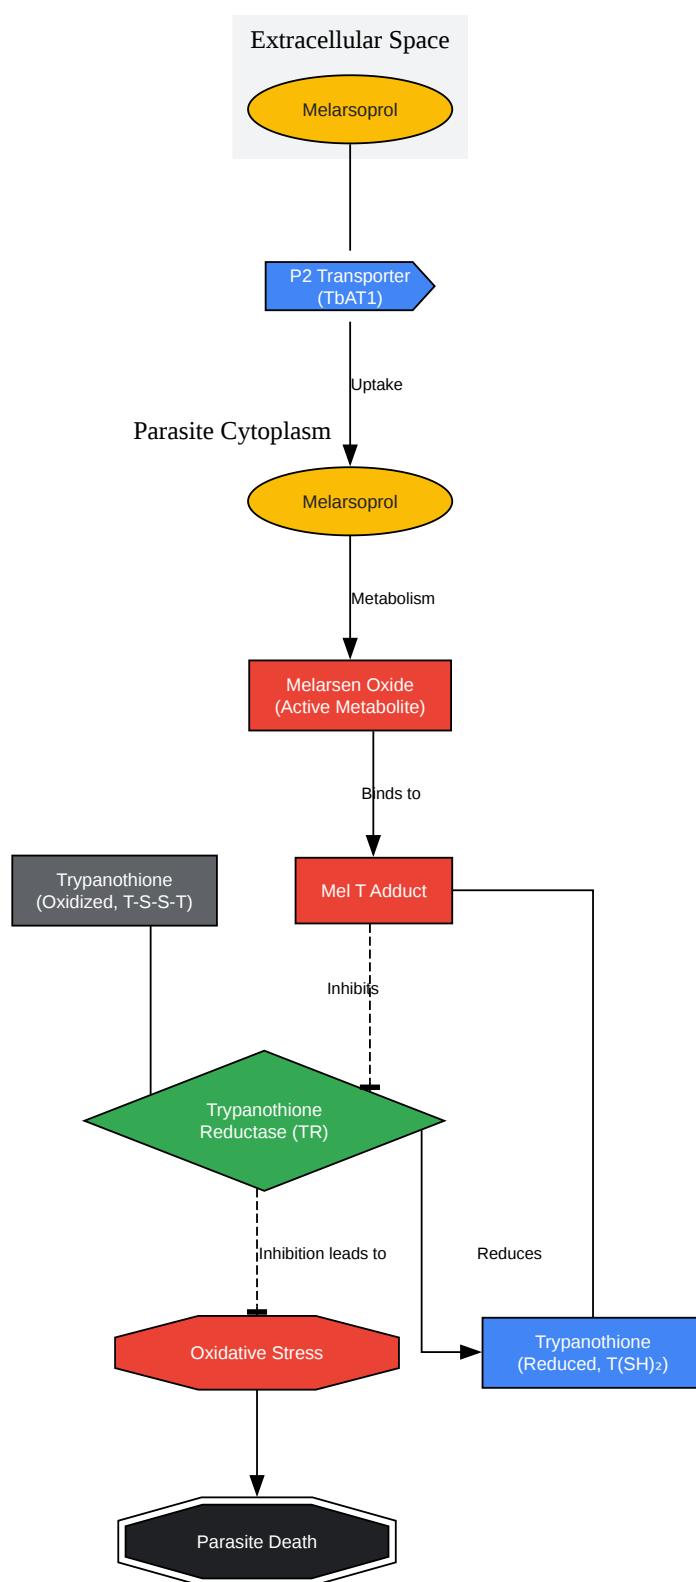 Extracellular Space
Melarsoprol
P2 Transporter
(TbAT1)
Uptake
Parasite Cytoplasm
Melarsoprol
Metabolism
Melarsen Oxide
(Active Metabolite)
Binds to
Trypanothione
(Oxidized, T-S-S-T)
Mel T Adduct
Inhibits
Trypanothione
Reductase (TR)
Inhibition leads to
Reduces
Oxidative Stress
Trypanothione
(Reduced, T(SH)₂)
Parasite Death